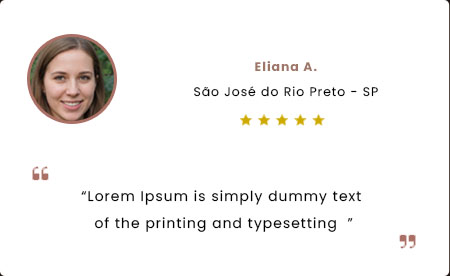 Eliana A.
São José do Rio Preto - SP
“Lorem Ipsum is simply dummy text
of the printing and typesetting ”